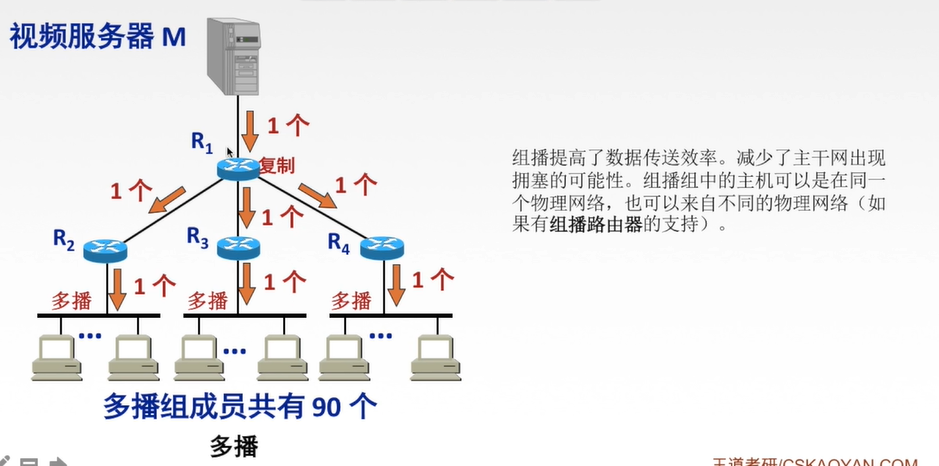 视频服务器 M
1 个
R1
复制
1 个
1 个
1 个
R2
R3
R4
1 个
1 个
1 个
多播
多播
多播
...
...
...
多播组成员共有 90 个
多播
组播提高了数据传送效率。减少了主干网出现
拥塞的可能性。组播组中的主机可以是在同一
个物理网络，也可以来自不同的物理网络（如
果有组播路由器的支持）。
王道考研/CSKAOYAN.COM